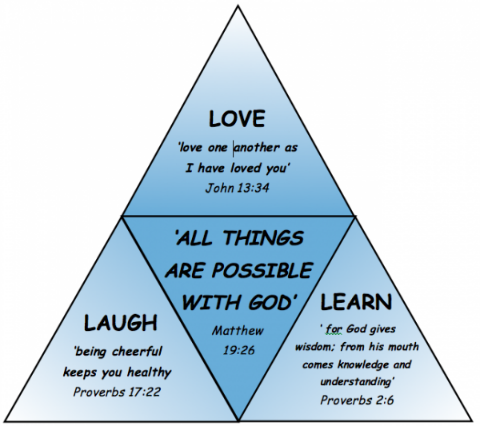 LOVE
‘love one another as
I have loved you’
John 13:34
‘ALL THINGS
ARE POSSIBLE
WITH GOD’
Matthew
19:26
LAUGH
‘being cheerful
keeps you healthy
Proverbs 17:22
LEARN
‘ for God gives
wisdom; from his mouth
comes knowledge and
understanding’
Proverbs 2:6